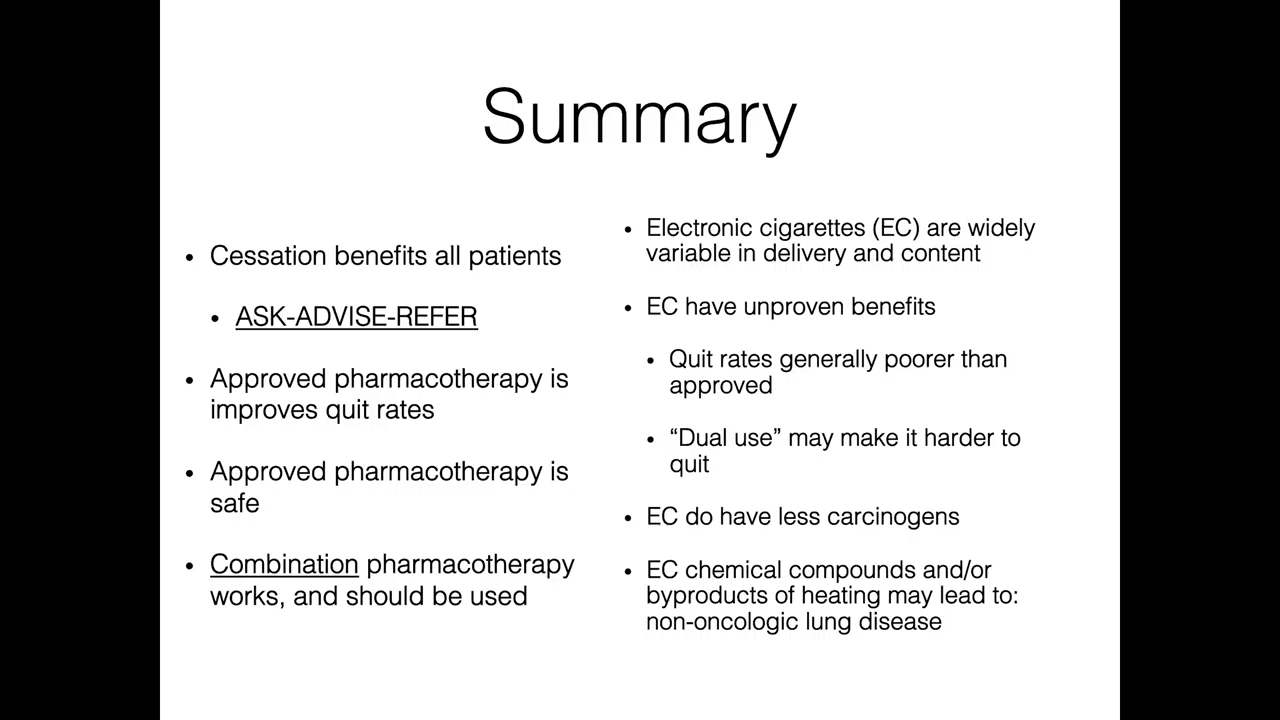 Summary
• Cessation benefits all patients
• ASK-ADVISE-REFER
• Approved pharmacotherapy is
improves quit rates
• Approved pharmacotherapy is
safe
• Combination pharmacotherapy
works, and should be used
• Electronic cigarettes (EC) are widely
variable in delivery and content
• EC have unproven benefits
• Quit rates generally poorer than
approved
• “Dual use” may make it harder to
quit
• EC do have less carcinogens
• EC chemical compounds and/or
byproducts of heating may lead to:
non-oncologic lung disease